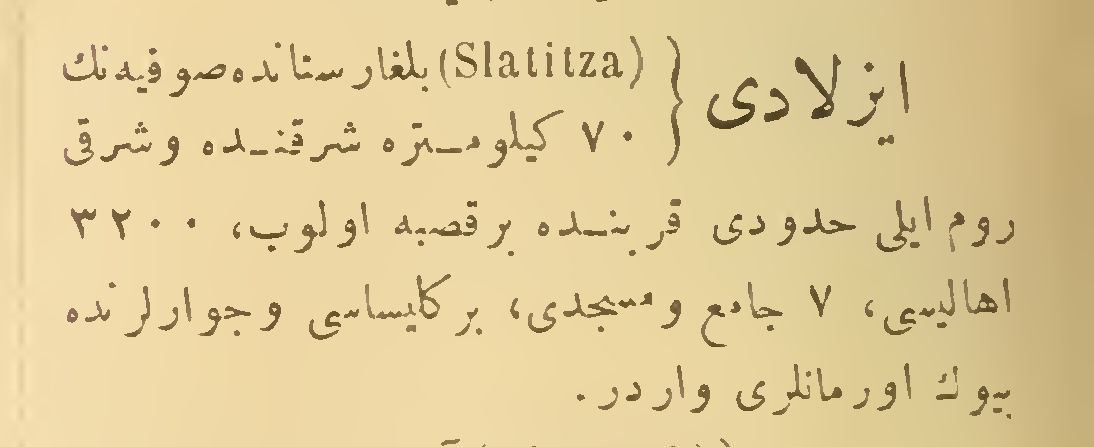 ایزلادی } (Slatitza) بلغارستانده صوفیه‌نك
۷۰ کیلومتره شرقنده و شرقی
روم ایلی حدودی قربنده برقصبه اولوب، ۳۲۰۰
اهالیسی، ۷ جامع ومسجدی، برکلیساسی وجوارلرنده
بیوك اورمانلری واردر.